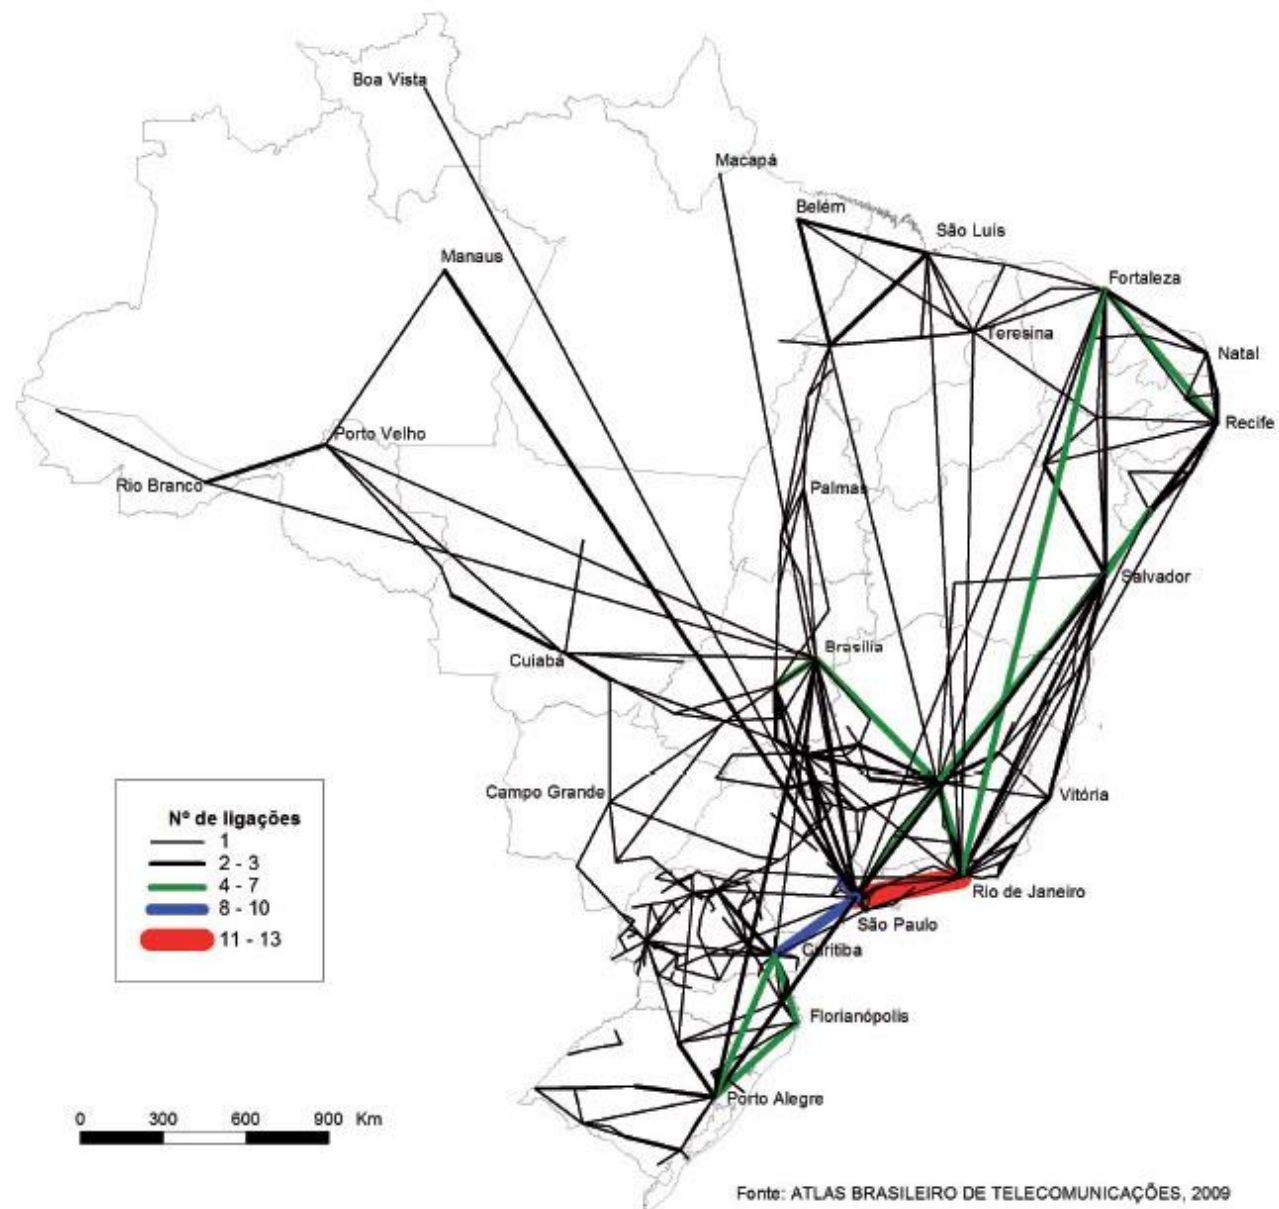 Boa Vista
Macapá
Belém
São Luís
Manaus
Fortaleza
Teresina
Natal
Recife
Porto Velho
Rio Branco
Palmas
Salvador
Brasília
Cuiabá
Campo Grande
Vitória
Nº de ligações
1
2 - 3
4 - 7
8 - 10
11 - 13
Rio de Janeiro
São Paulo
Curitiba
Florianópolis
Porto Alegre
0 300 600 900 Km
Fonte: ATLAS BRASILEIRO DE TELECOMUNICAÇÕES, 2009